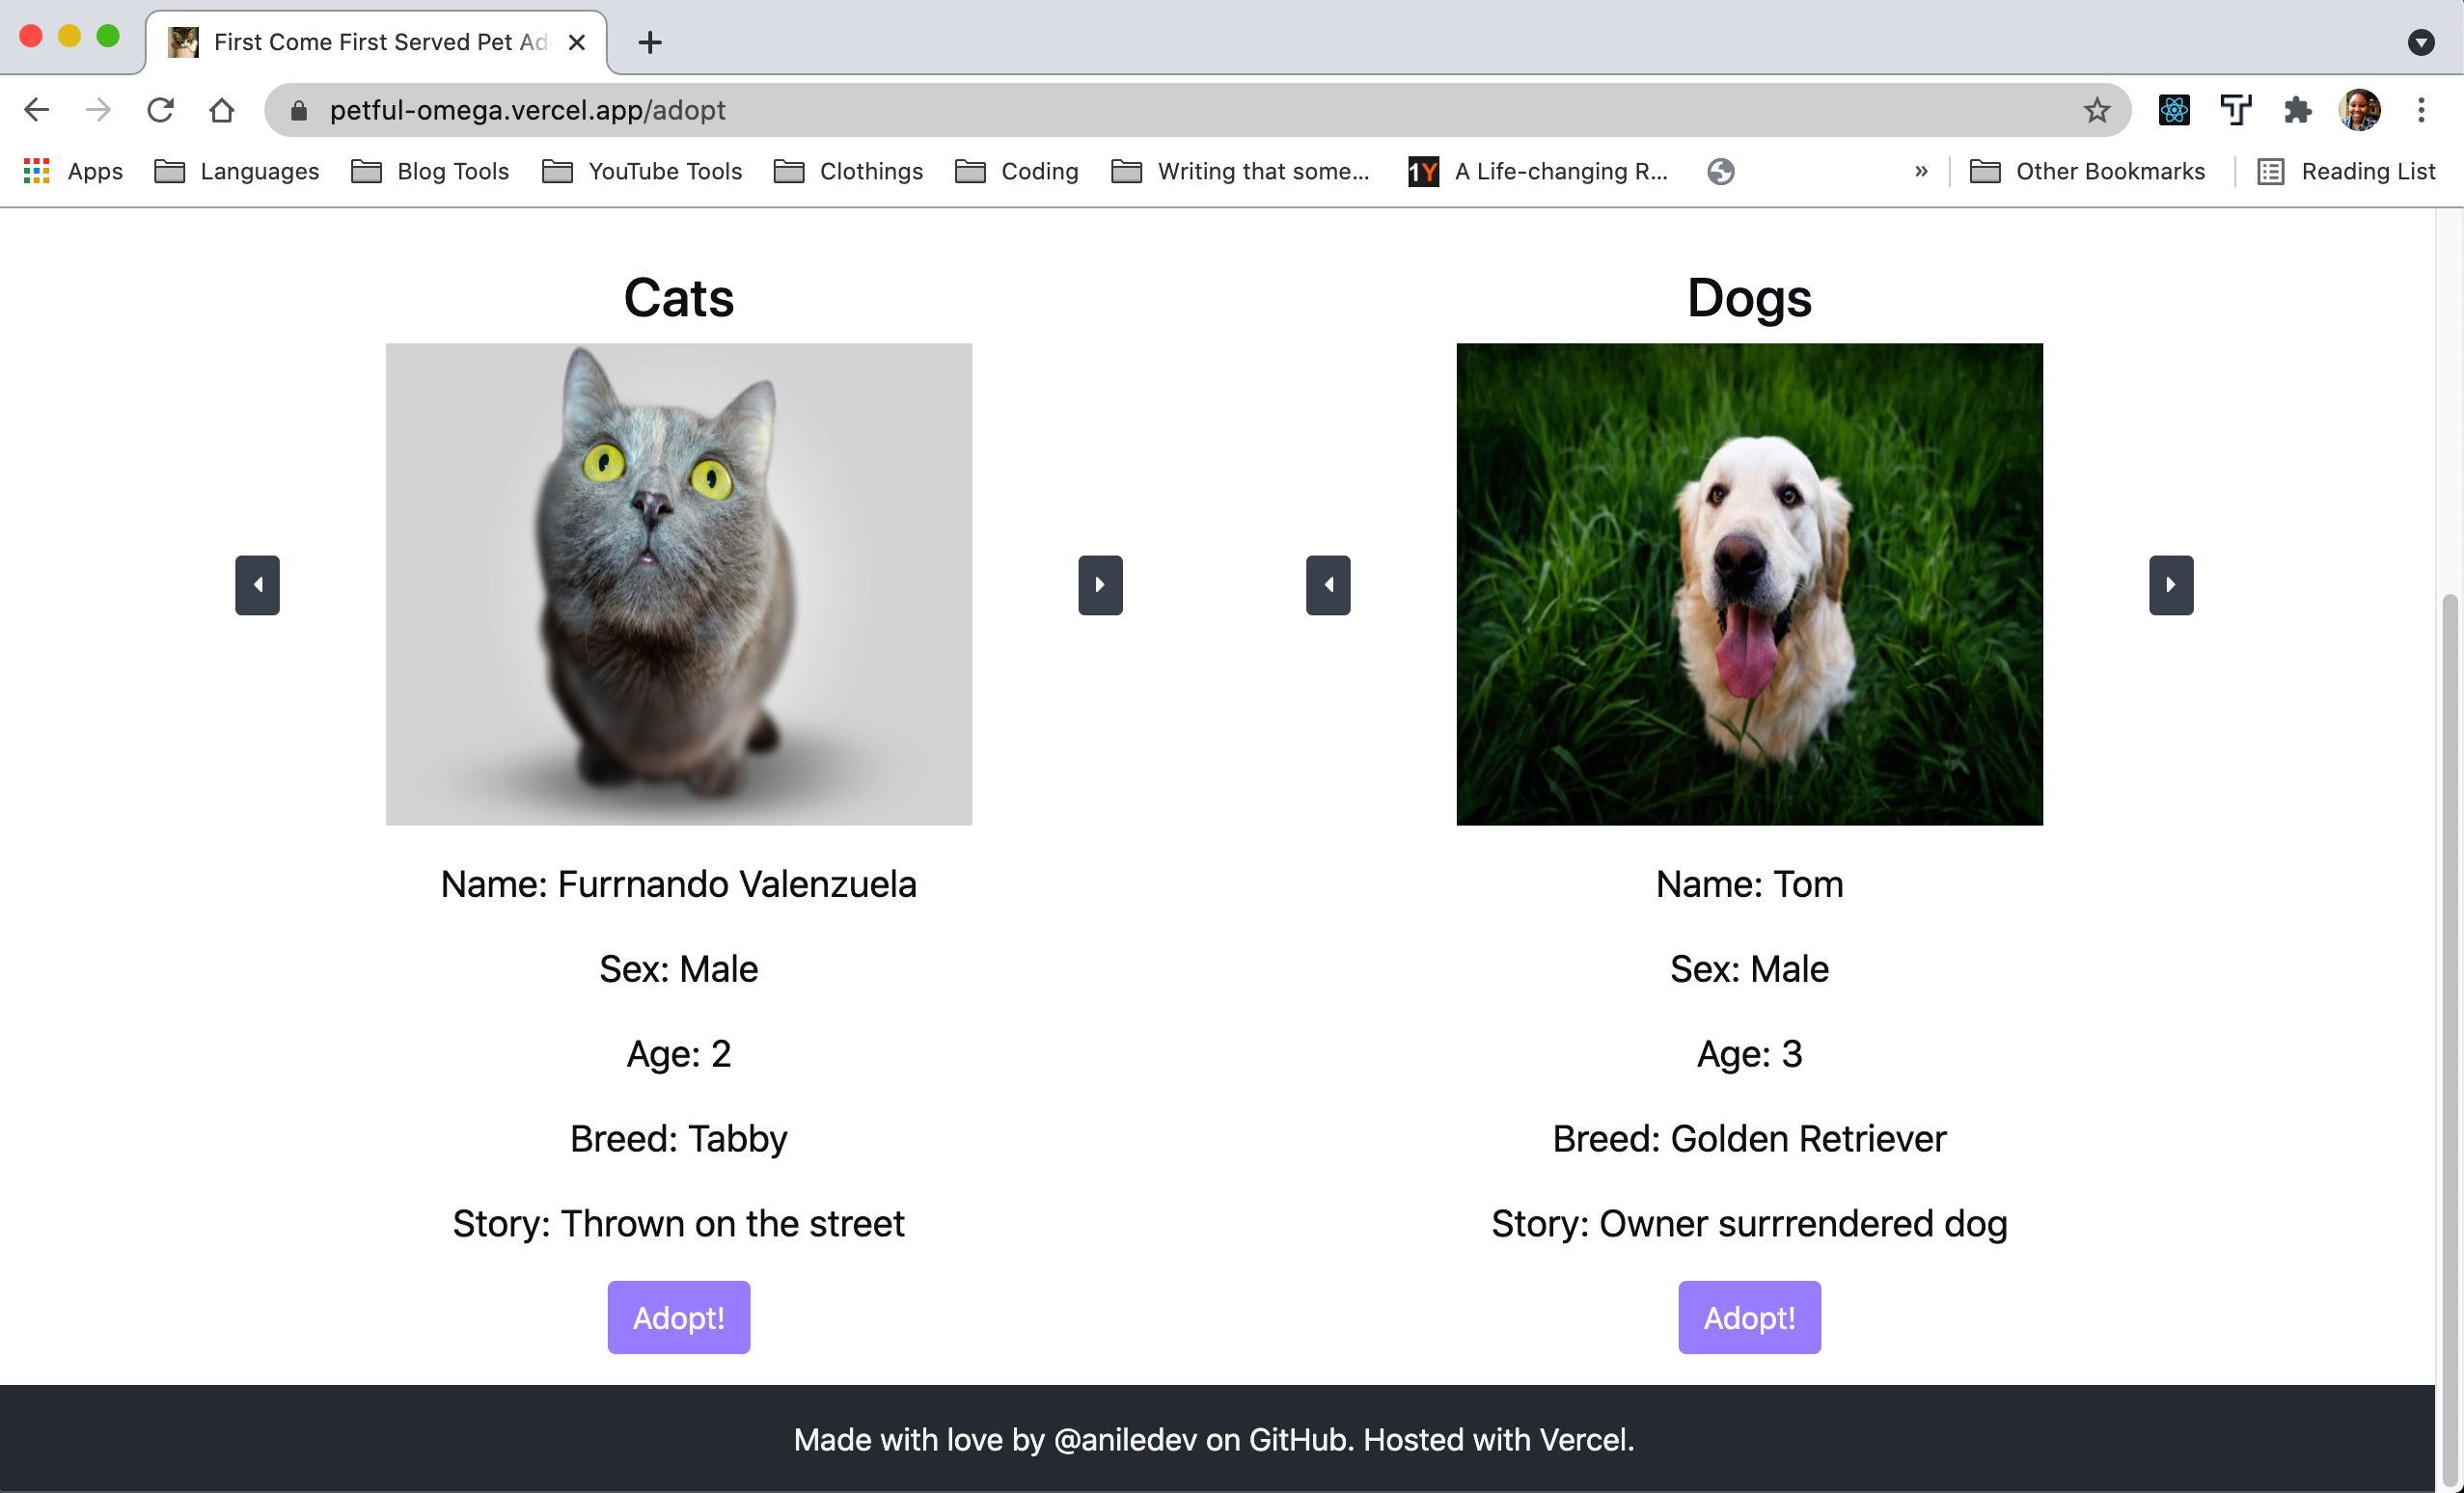 First Come First Served Pet Ad
petful-omega.vercel.app/adopt
Apps Languages Blog Tools YouTube Tools Clothings Coding Writing that some... 1Y A Life-changing R... » Other Bookmarks Reading List
Cats
Name: Furrnando Valenzuela
Sex: Male
Age: 2
Breed: Tabby
Story: Thrown on the street
Adopt!
Dogs
Name: Tom
Sex: Male
Age: 3
Breed: Golden Retriever
Story: Owner surrrendered dog
Adopt!
Made with love by @aniledev on GitHub. Hosted with Vercel.